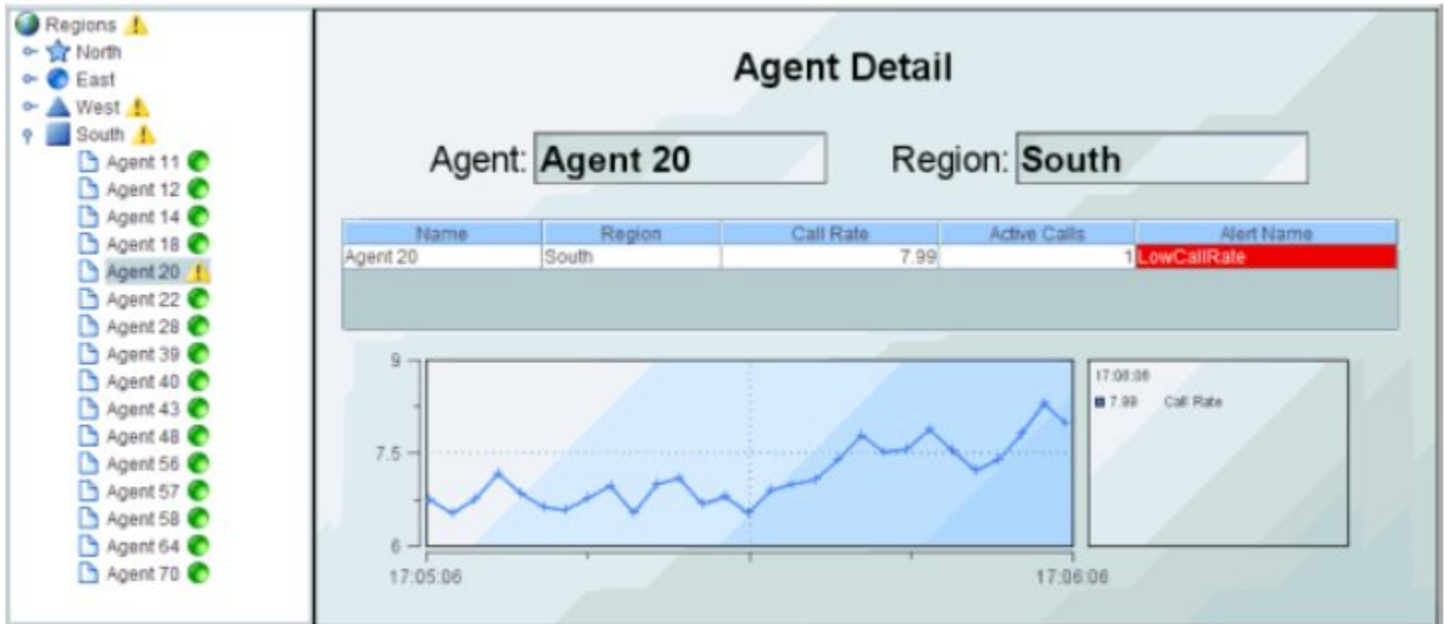 Regions
North
East
West
South
Agent 11
Agent 12
Agent 14
Agent 18
Agent 20
Agent 22
Agent 28
Agent 39
Agent 40
Agent 43
Agent 48
Agent 56
Agent 57
Agent 58
Agent 64
Agent 70
Agent Detail
Agent: Agent 20 Region: South
Name Region Call Rate Active Calls Alert Name
Agent 20 South 7.99 1 LowCallRate
9
7.5
6
17:05:06 17:06:06
17:06:06
7.99 Call Rate